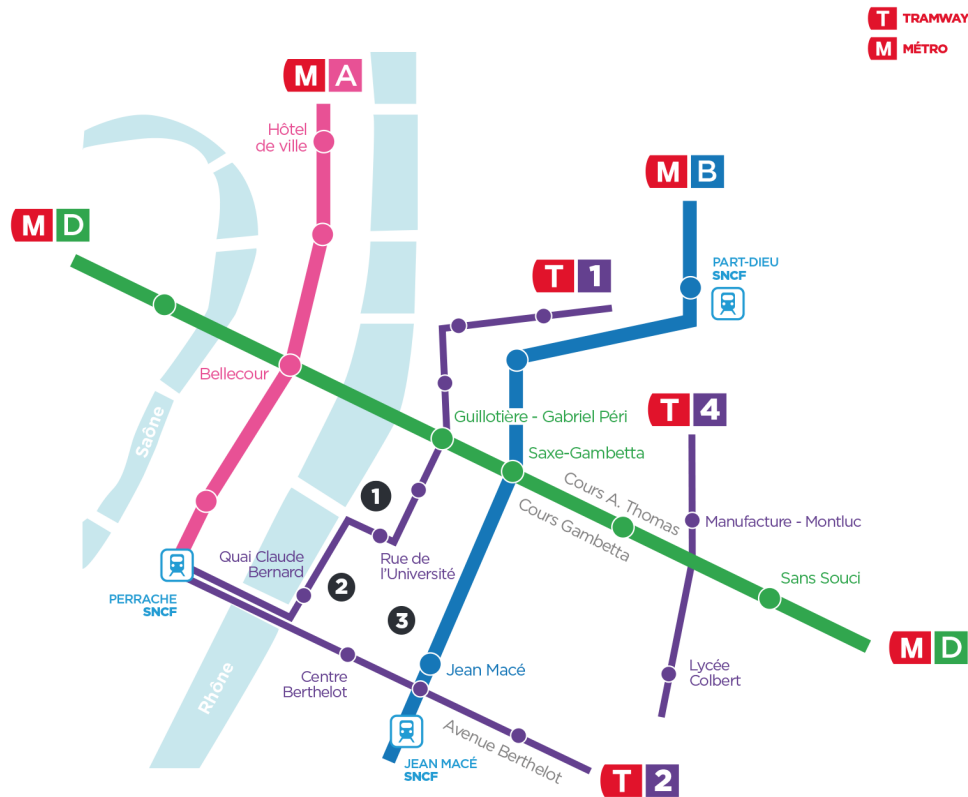 T TRAMWAY
M MÉTRO
M A
Hôtel
de ville
M B
M D
PART-DIEU
SNCF
T 1
Bellecour
Saône
Guillotière - Gabriel Péri
T 4
Saxe-Gambetta
Cours A. Thomas
Cours Gambetta
1
Manufacture - Montluc
Quai Claude
Bernard
Rue de
l'Université
2
Sans Souci
PERRACHE
SNCF
3
M D
Rhône
Centre
Berthelot
Jean Macé
Lycée
Colbert
Avenue Berthelot
JEAN MACÉ
SNCF
T 2